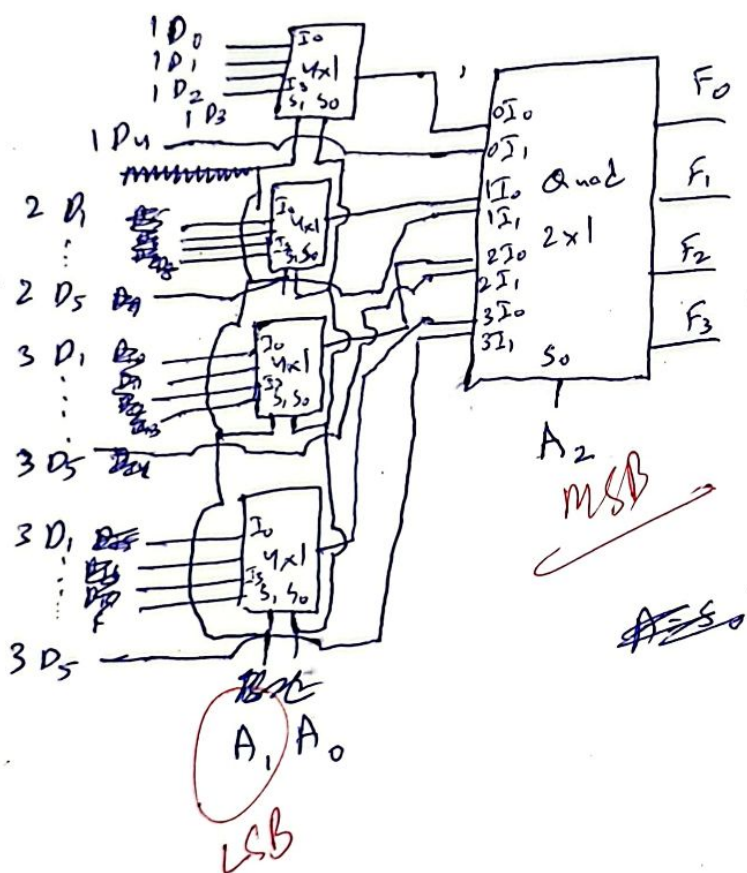 1 D0
1 D1
1 D2
1 D3
I0
4x1
I3
S1 S0
1 D4
2 D1
I0
4x1
I3
S1 S0
2 D5
3 D1
I0
4x1
I3
S1 S0
3 D5
3 D1
I0
4x1
I3
S1 S0
3 D5
A1 A0
LSB
0I0
0I1
1I0
1I1
2I0
2I1
3I0
3I1
Quad
2x1
S0
F0
F1
F2
F3
A2
MSB